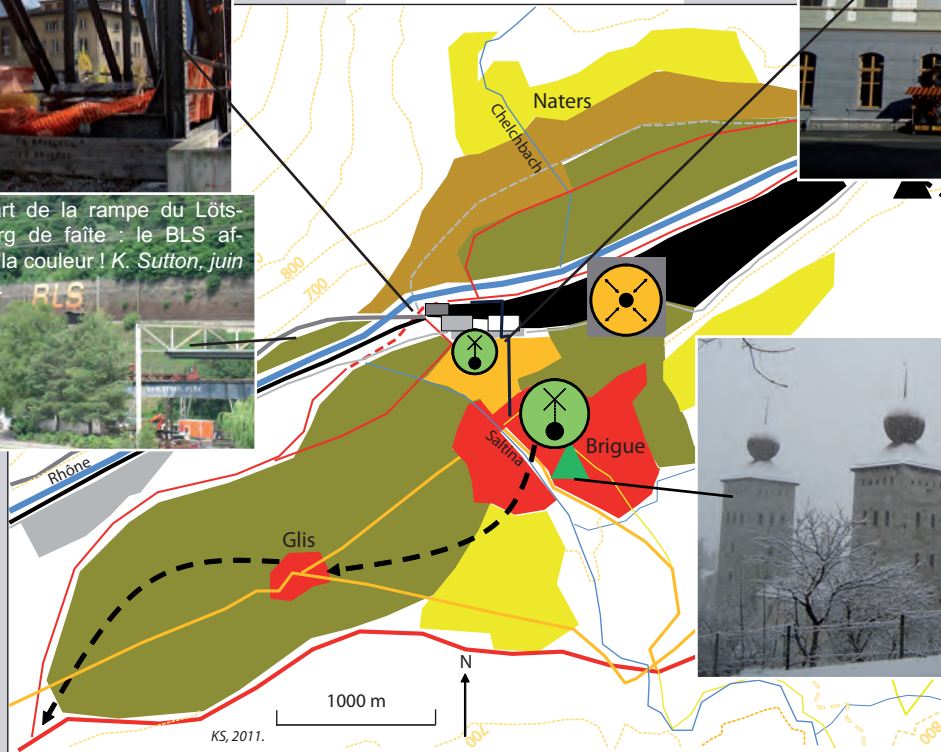 Naters
Chelchbach
art de la rampe du Löts-
rg de faîte : le BLS af-
la couleur ! K. Sutton, juin
800
700
BLS
Rhône
Saltina
Brigue
Glis
N
1000 m
KS, 2011.
700
800